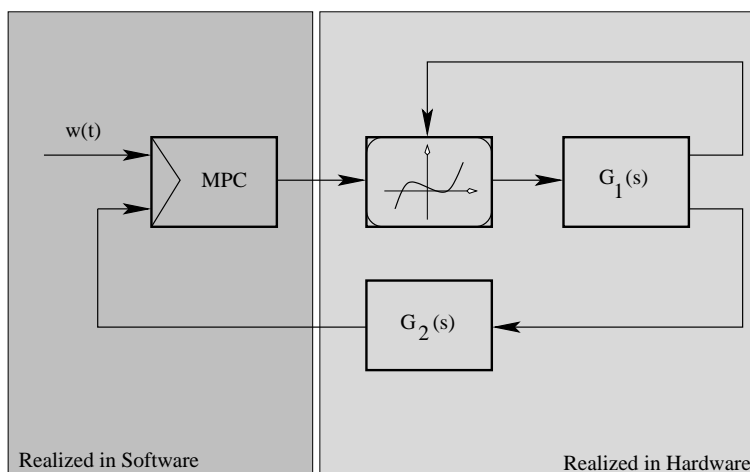 w(t)
MPC
G1(s)
G2(s)
Realized in Software
Realized in Hardware